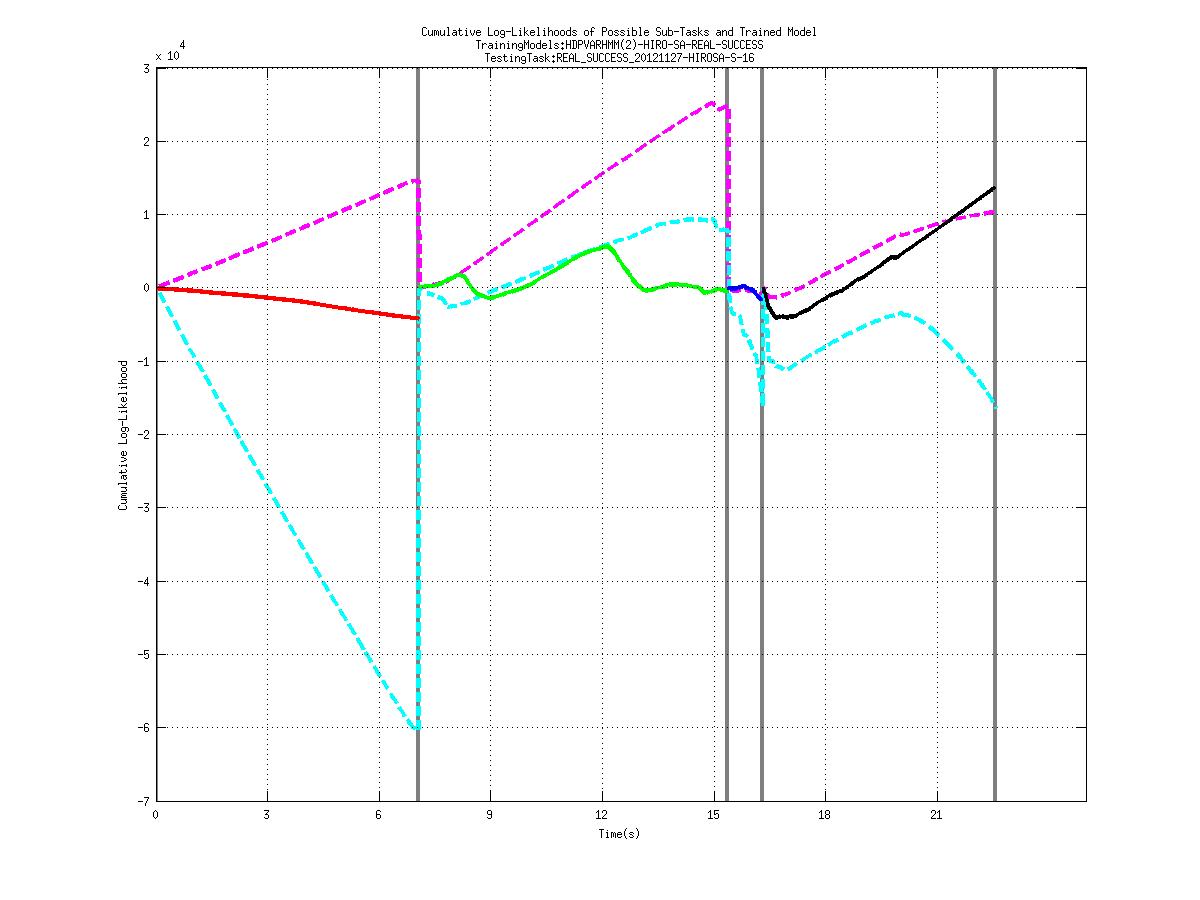 Cumulative Log-Likelihoods of Possible Sub-Tasks and Trained Model
TrainingModels:HDPVARHMM(2)-HIRO-SA-REAL-SUCCESS
TestingTask:REAL_SUCCESS_20121127-HIROSA-S-16
x 10^4
3
2
1
0
-1
-2
-3
-4
-5
-6
-7
Cumulative Log-Likelihood
0 3 6 9 12 15 18 21
Time(s)